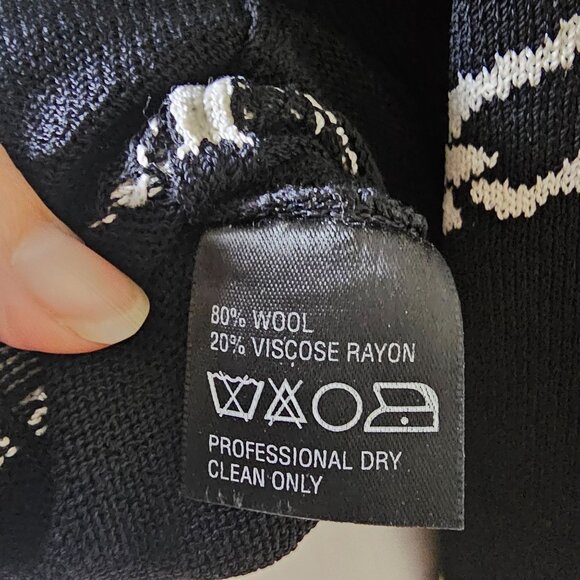 80% WOOL
20% VISCOSE RAYON
PROFESSIONAL DRY
CLEAN ONLY